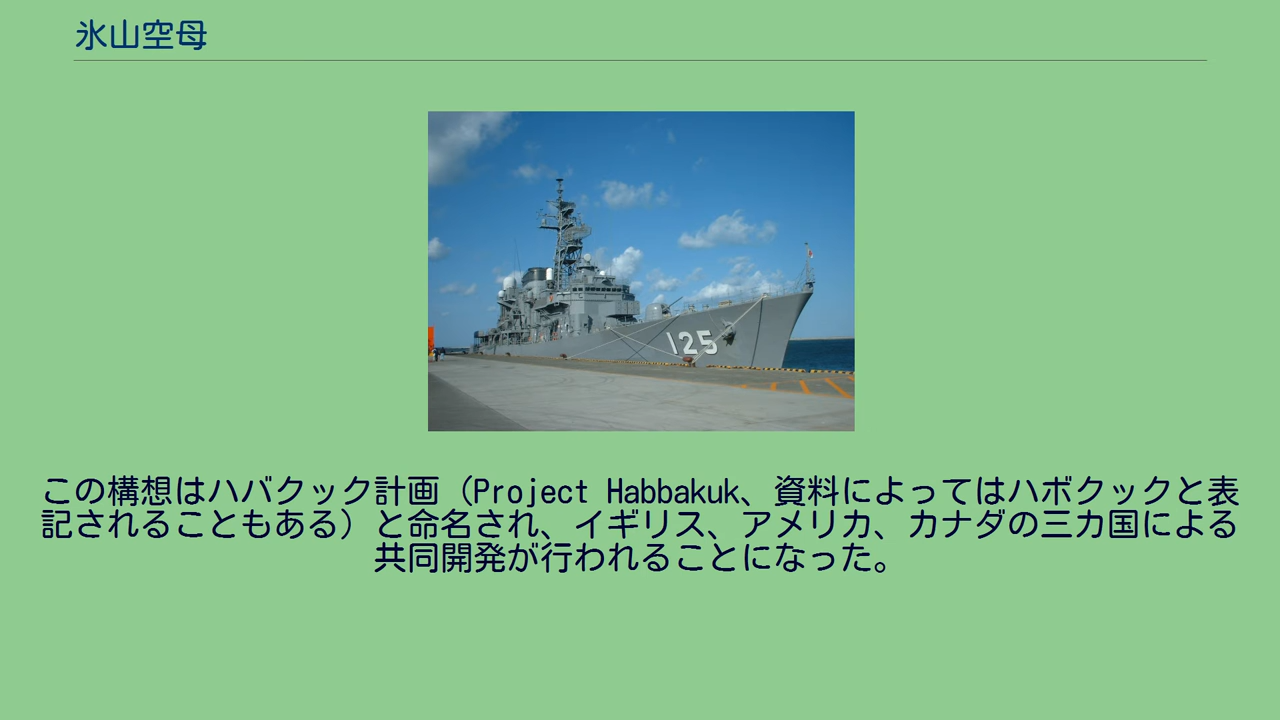 氷山空母
125
この構想はハバクック計画（Project Habbakuk、資料によってはハボクックと表
記されることもある）と命名され、イギリス、アメリカ、カナダの三カ国による
共同開発が行われることになった。